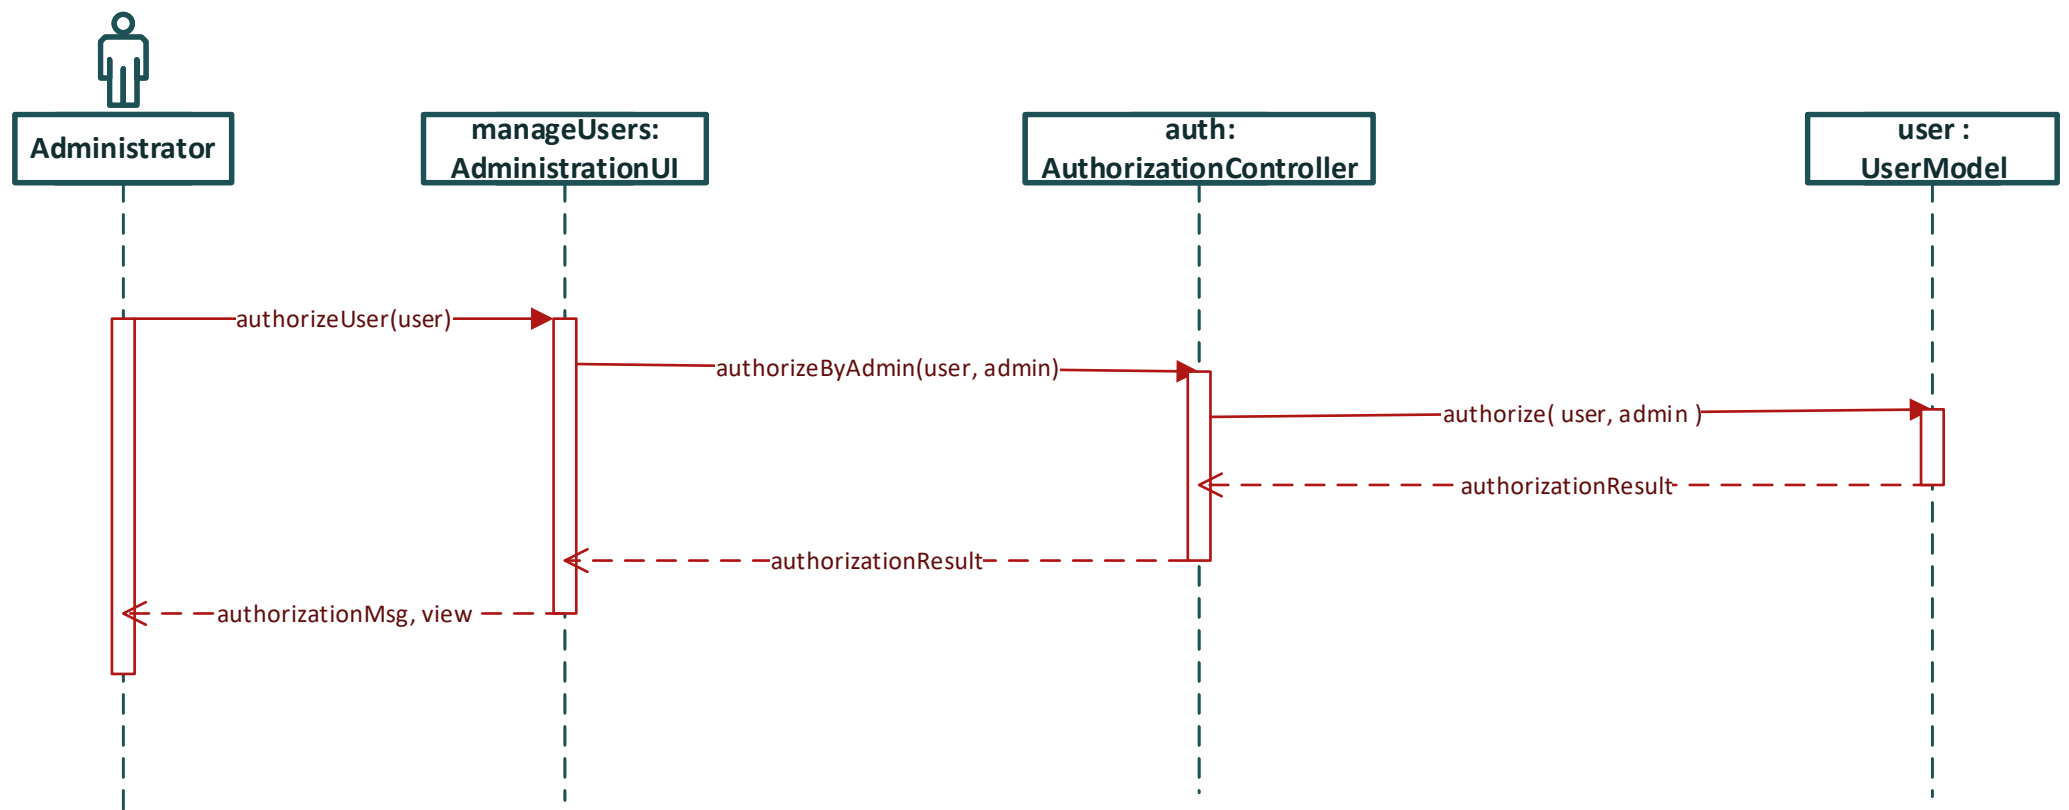 Administrator
manageUsers:
AdministrationUI
auth:
AuthorizationController
user :
UserModel
authorizeUser(user)
authorizeByAdmin(user, admin)
authorize( user, admin )
authorizationResult
authorizationResult
authorizationMsg, view